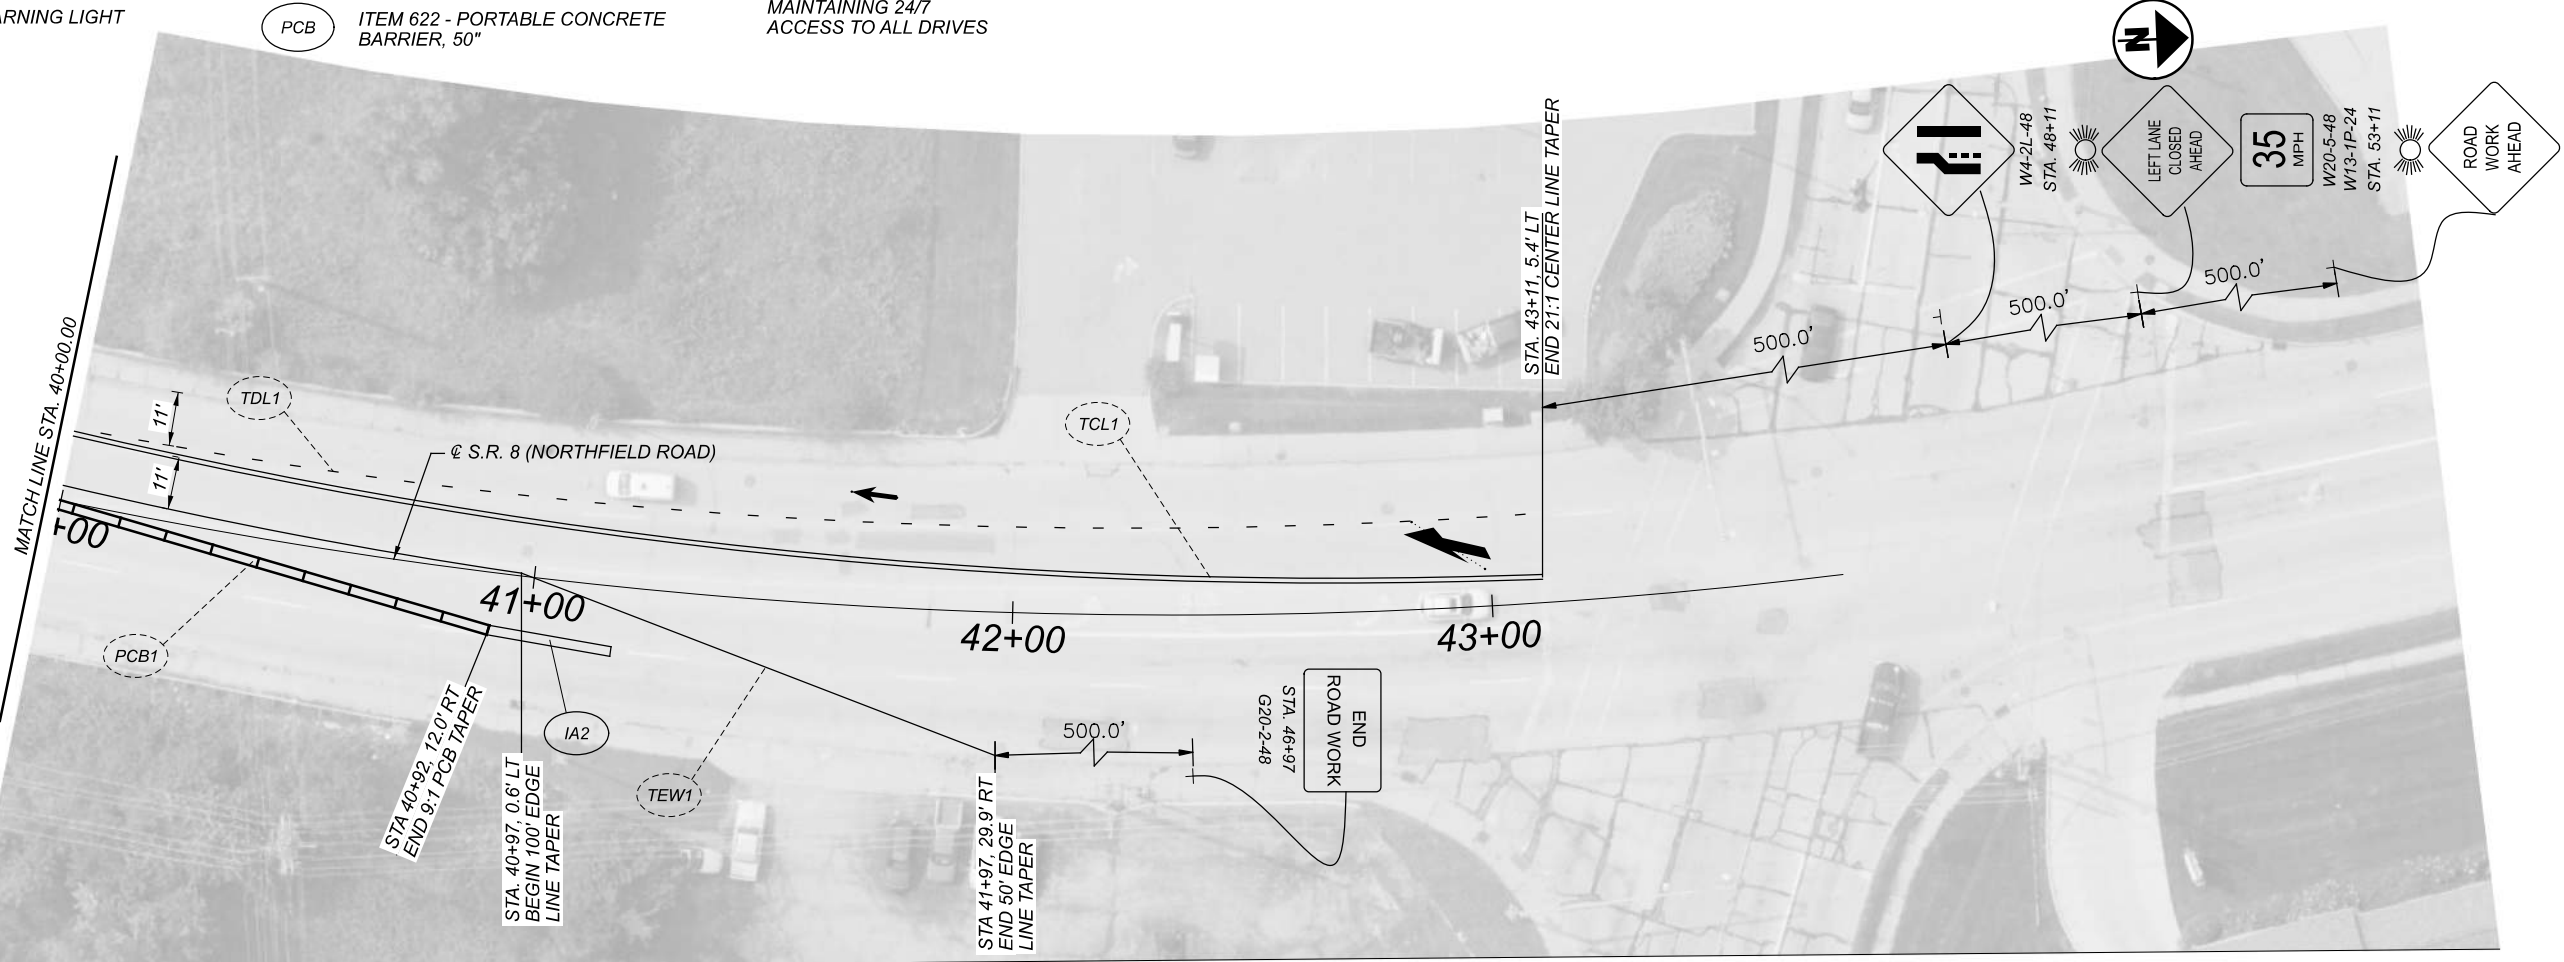 ARNING LIGHT
PCB
ITEM 622 - PORTABLE CONCRETE
BARRIER, 50"
MAINTAINING 24/7
ACCESS TO ALL DRIVES
N
MATCH LINE STA. 40+00.00
11'
11'
TDL1
℄ S.R. 8 (NORTHFIELD ROAD)
TCL1
STA. 43+11, 5.4' LT
END 21:1 CENTER LINE TAPER
W4-2L-48
STA. 48+11
LEFT LANE
CLOSED
AHEAD
35
MPH
W20-5-48
W13-1P-24
STA. 53+11
ROAD
WORK
AHEAD
500.0'
500.0'
500.0'
+00
41+00
42+00
43+00
PCB1
STA 40+92, 12.0' RT
END 9:1 PCB TAPER
STA. 40+97, 0.6' LT
BEGIN 100' EDGE
LINE TAPER
IA2
TEW1
STA 41+97, 29.9' RT
END 50' EDGE
LINE TAPER
500.0'
END
ROAD WORK
STA. 46+97
G20-2-48